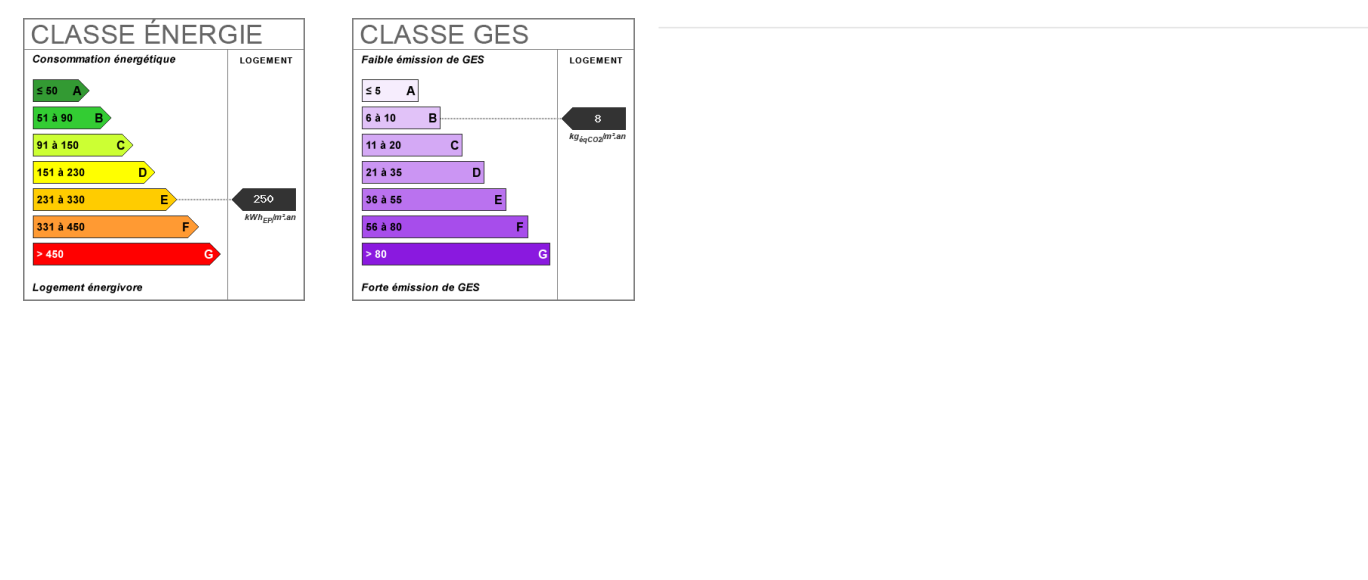 CLASSE ÉNERGIE
Consommation énergétique
LOGEMENT
≤ 50 A
51 à 90 B
91 à 150 C
151 à 230 D
231 à 330 E
250
kWhEP/m².an
331 à 450 F
> 450 G
Logement énergivore
CLASSE GES
Faible émission de GES
LOGEMENT
≤ 5 A
6 à 10 B
8
kgéqCO2/m².an
11 à 20 C
21 à 35 D
36 à 55 E
56 à 80 F
> 80 G
Forte émission de GES